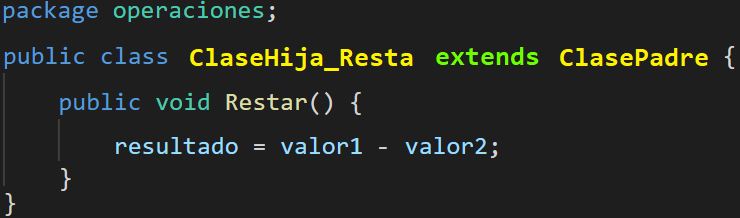 package operaciones;
public class ClaseHija_Resta extends ClasePadre {
public void Restar() {
resultado = valor1 - valor2;
}
}